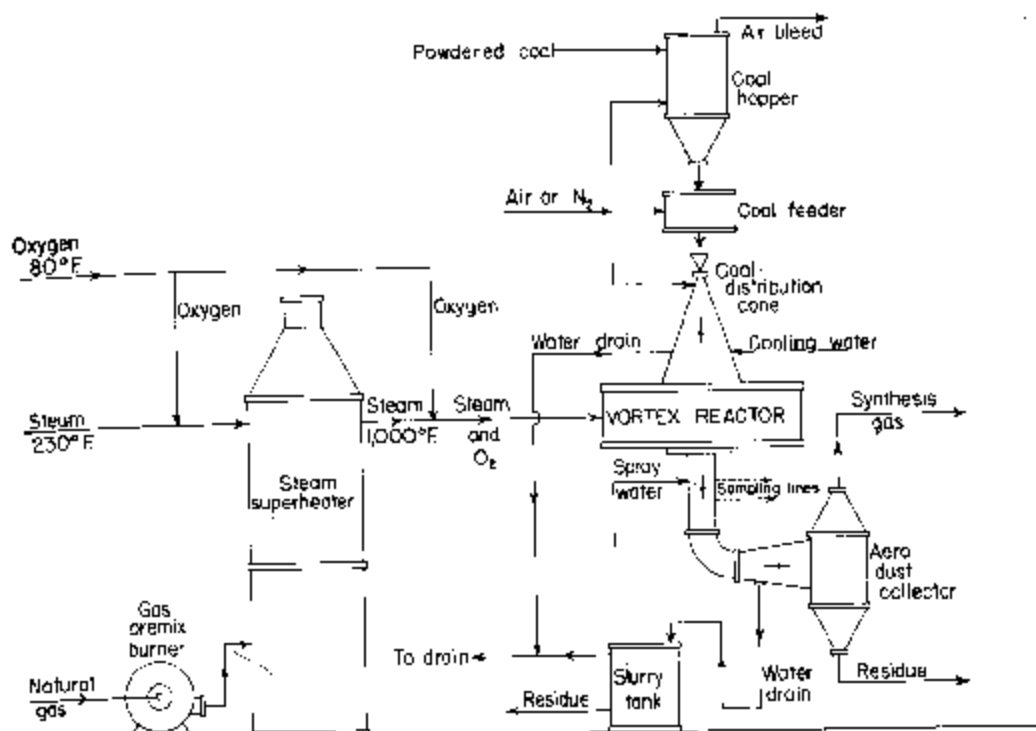 Air bleed
Powdered coal
Coal
hopper
Air or N2
Coal feeder
Oxygen
80°F.
Oxygen
Oxygen
Coal-
distribution
cone
Water drain
Cooling water
Steam
230°F.
Steam
1,000°F.
Steam
and
O2
VORTEX REACTOR
Synthesis
gas
Steam
superheater
Spray
water
Sampling lines
Aero
dust
collector
Gas
premix
burner
Natural
gas
To drain
Residue
Slurry
tank
Water
drain
Residue